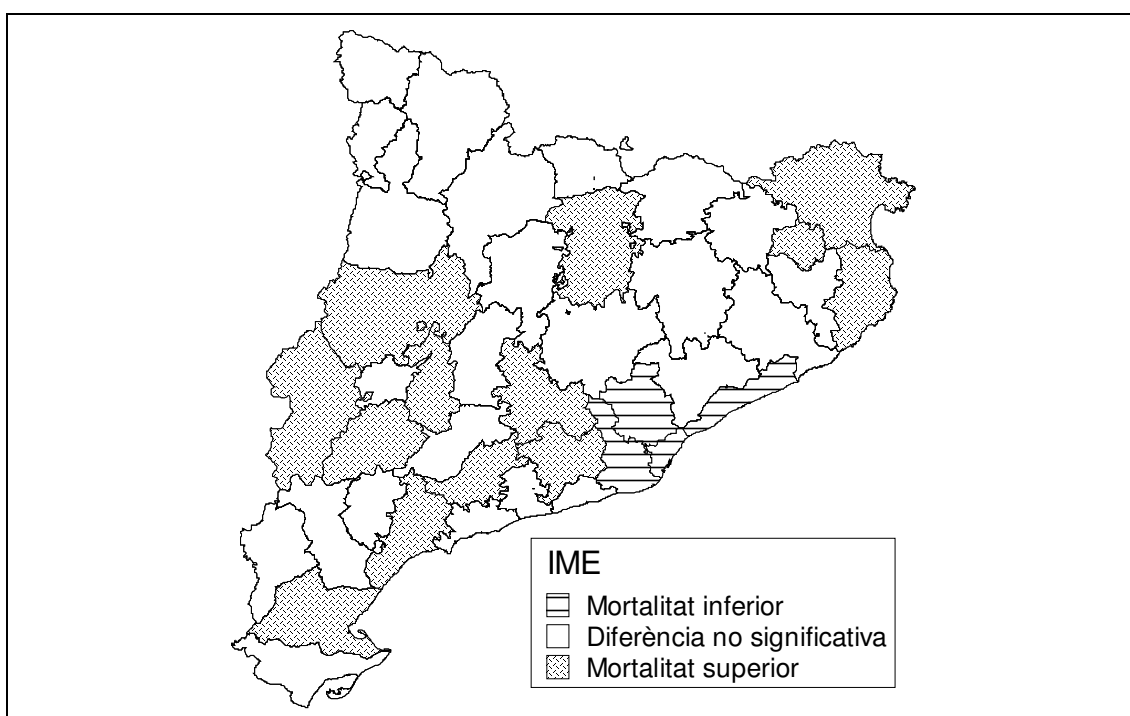 IME
Mortalitat inferior
Diferència no significativa
Mortalitat superior